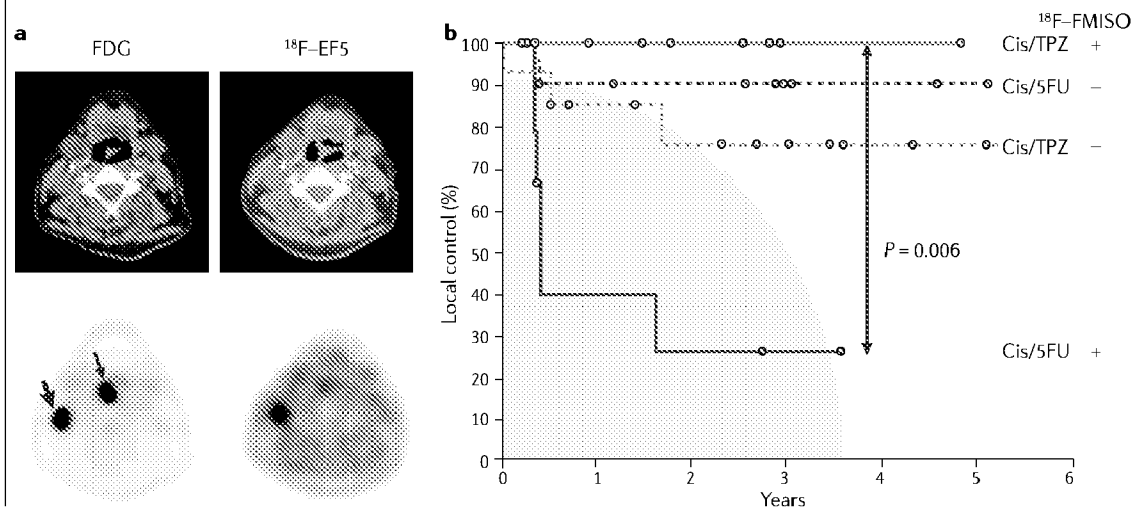 a
FDG
¹⁸F–EF5
b
¹⁸F–FMISO
Cis/TPZ +
Cis/5FU –
Cis/TPZ –
Cis/5FU +
P = 0.006
Local control (%)
100
90
80
70
60
50
40
30
20
10
0
0 1 2 3 4 5 6
Years